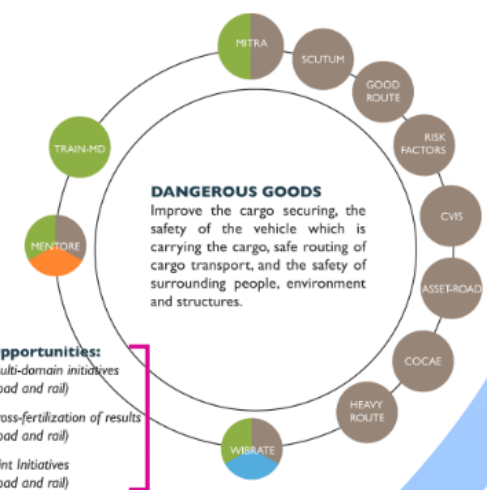 MITRA
SCUTUM
GOOD
ROUTE
RISK
FACTORS
TRAIN-MD
CVIS
MENTORE
ASSET-ROAD
COCAE
HEAVY
ROUTE
WIBRATE
DANGEROUS GOODS
Improve the cargo securing, the
safety of the vehicle which is
carrying the cargo, safe routing of
cargo transport, and the safety of
surrounding people, environment
and structures.
pportunities:
ulti-domain initiatives
oad and rail)
oss-fertilization of results
oad and rail)
int Initiatives
oad and rail)